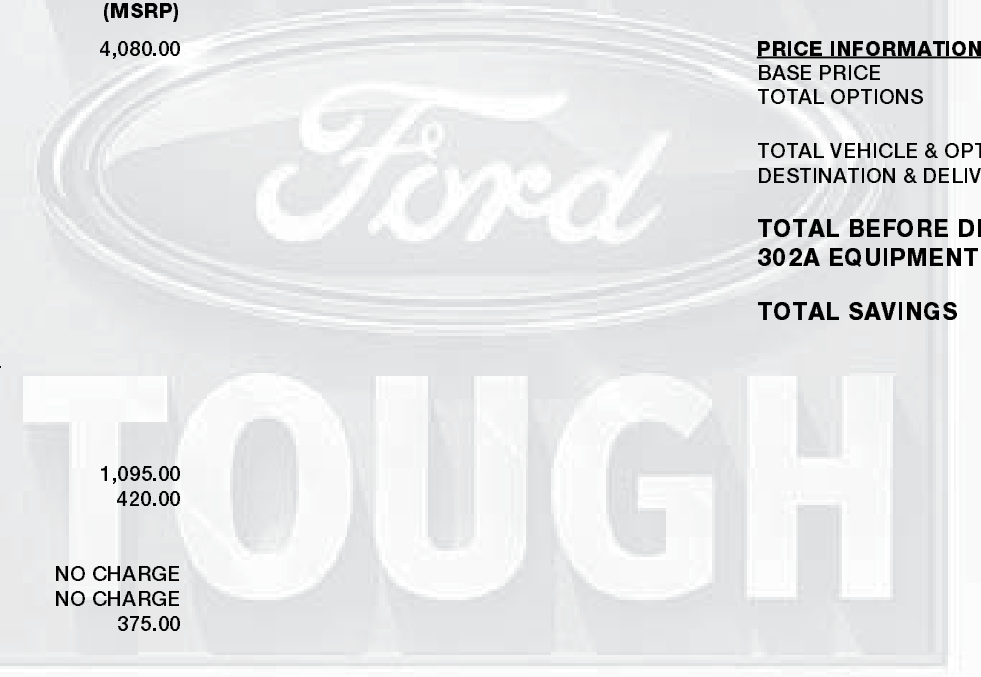 (MSRP)
4,080.00
1,095.00
420.00
NO CHARGE
NO CHARGE
375.00
PRICE INFORMATION
BASE PRICE
TOTAL OPTIONS
TOTAL VEHICLE & OPT
DESTINATION & DELIV
TOTAL BEFORE DI
302A EQUIPMENT
TOTAL SAVINGS
Ford
TOUGH